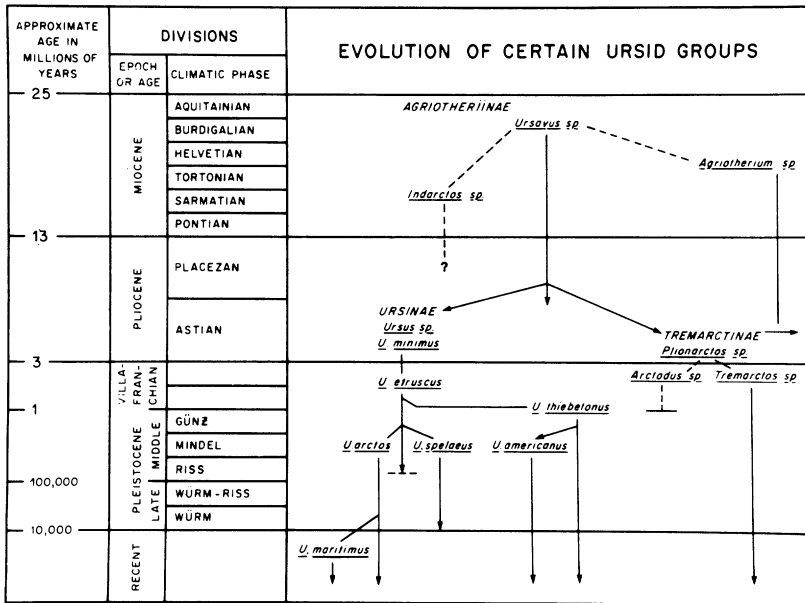 APPROXIMATE
AGE IN
MILLIONS OF
YEARS
DIVISIONS
EPOCH
OR AGE
CLIMATIC PHASE
EVOLUTION OF CERTAIN URSID GROUPS
25
MIOCENE
AQUITAINIAN
BURDIGALIAN
HELVETIAN
TORTONIAN
SARMATIAN
PONTIAN
AGRIOTHERIINAE
Ursavus sp
Agriotherium sp
Indarctos sp
13
PLIOCENE
PLACEZAN
ASTIAN
?
URSINAE
Ursus sp.
U. minimus
TREMARCTINAE
Plionarctos sp
3
VILLA-
FRAN-
CHIAN
U. etruscus
Arctodus sp
Tremarctos sp
U. thiebetanus
1
PLEISTOCENE
MIDDLE
GÜNZ
MINDEL
RISS
U. arctos
U. spelaeus
U. americanus
100,000
LATE
WÜRM-RISS
WÜRM
10,000
RECENT
U. maritimus